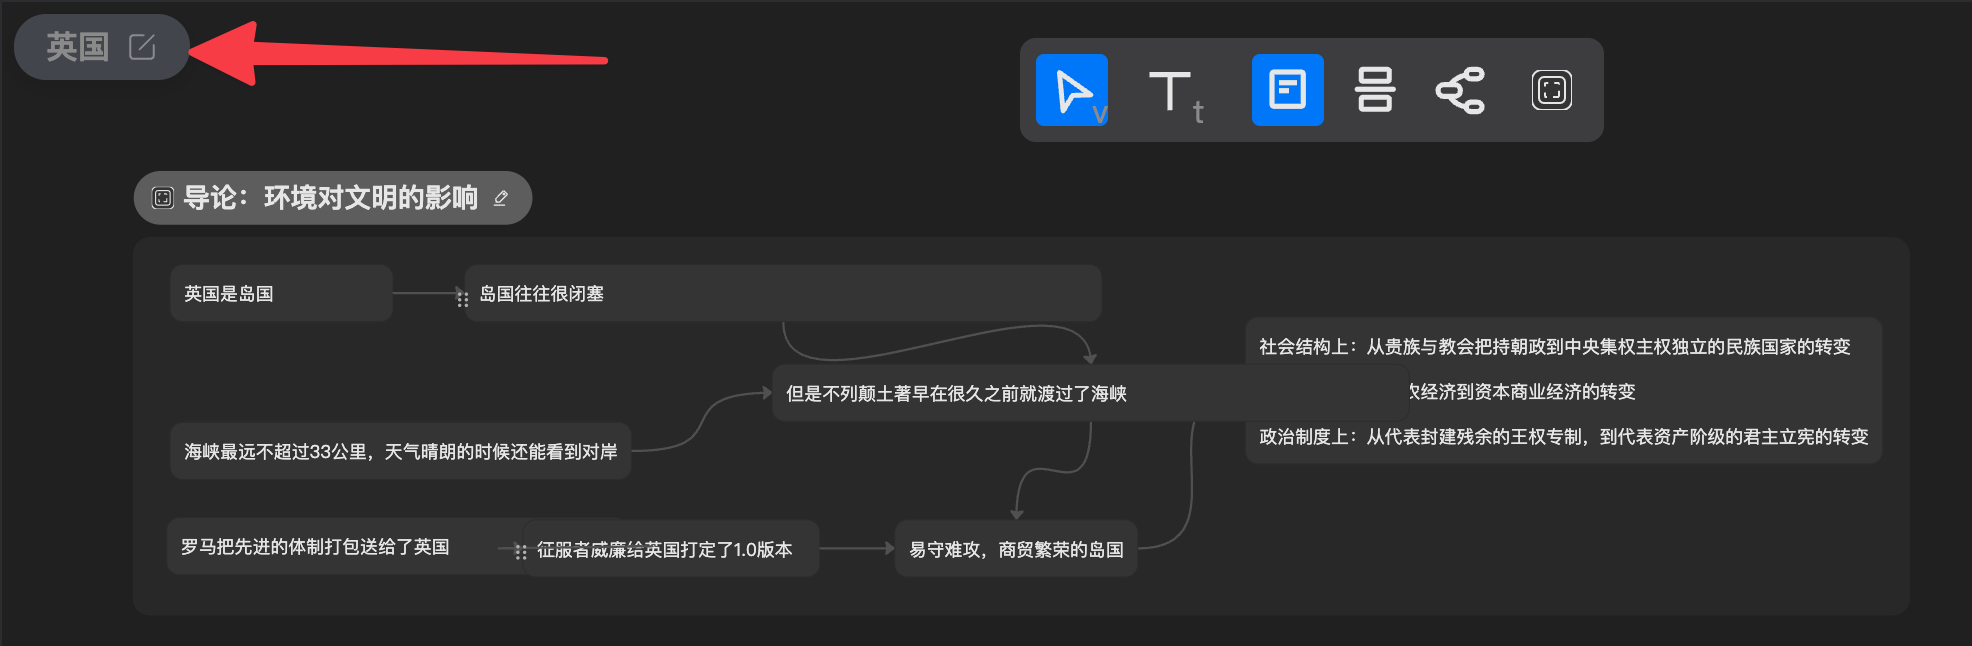 英国
v
t
导论：环境对文明的影响
英国是岛国
岛国往往很闭塞
社会结构上：从贵族与教会把持朝政到中央集权主权独立的民族国家的转变
但是不列颠土著早在很久之前就渡过了海峡
农经济到资本商业经济的转变
政治制度上：从代表封建残余的王权专制，到代表资产阶级的君主立宪的转变
海峡最远不超过33公里，天气晴朗的时候还能看到对岸
罗马把先进的体制打包送给了英国
征服者威廉给英国打定了1.0版本
易守难攻，商贸繁荣的岛国